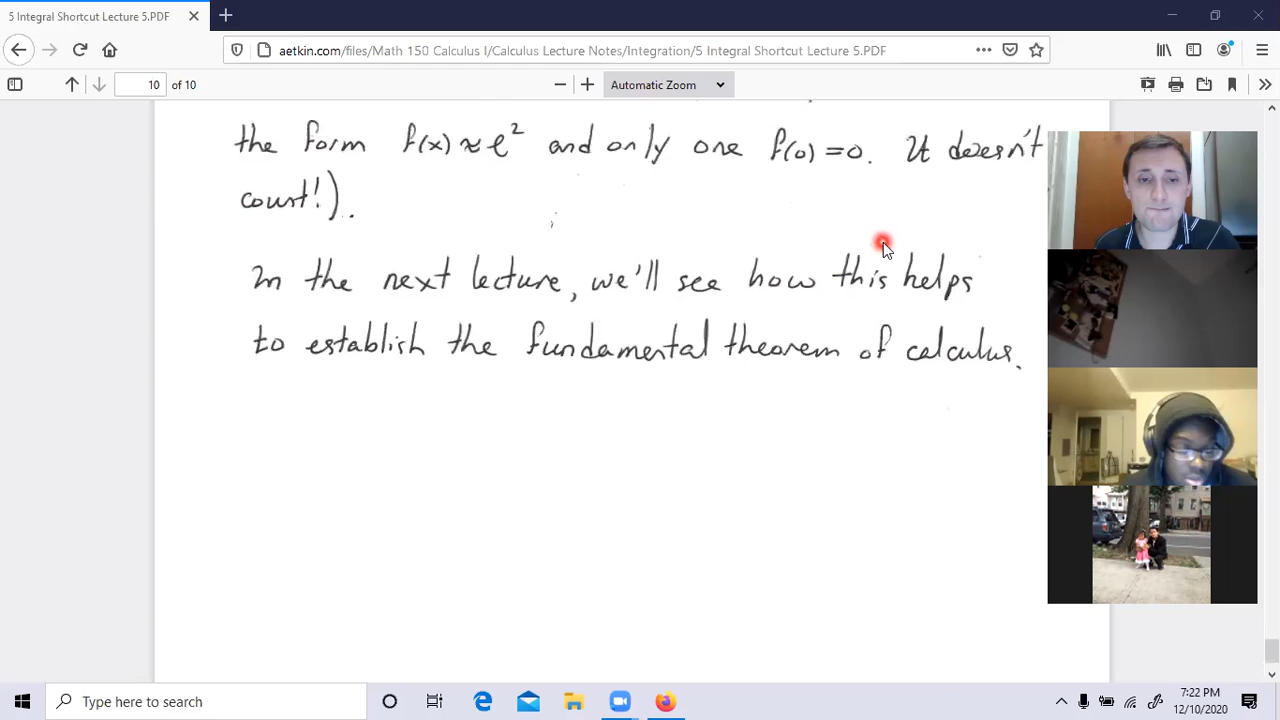 5 Integral Shortcut Lecture 5.PDF
aetkin.com/files/Math 150 Calculus I/Calculus Lecture Notes/Integration/5 Integral Shortcut Lecture 5.PDF
10 of 10
Automatic Zoom
the form f(x) ≈ l² and only one f(0) = 0. It doesn't
count!).
In the next lecture, we'll see how this helps
to establish the fundamental theorem of calculus.
Type here to search
7:22 PM
12/10/2020